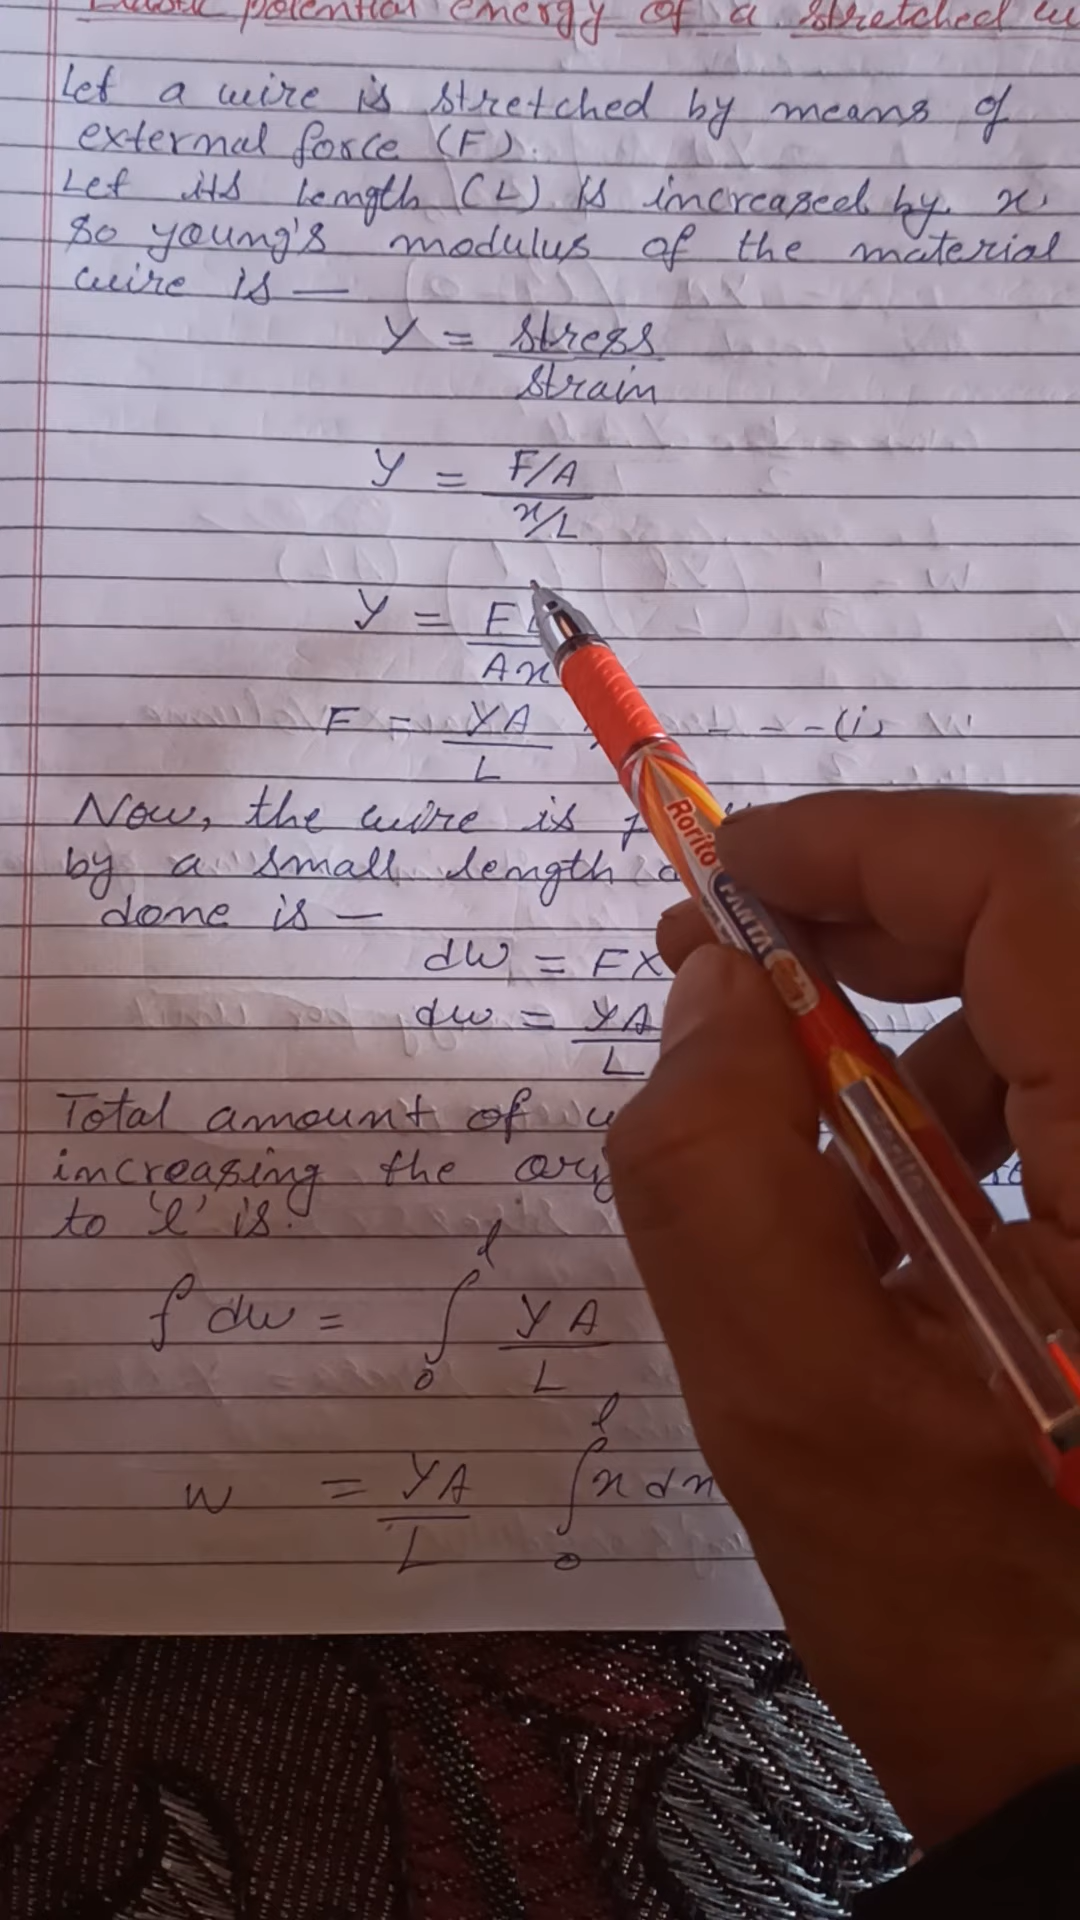 potential energy of a stretched
Let a wire is stretched by means of
external force (F).
Let its length (L) is increased by x.
So young's modulus of the material
wire is —
Y = Stress
Strain
Y = F/A
x/L
Y = F
Ax
F = YA - - - (i)
L
Now, the wire is
by a small length
done is —
dw = FX
dw = YA
L
Total amount of
increasing the
to 'l' is.
∫ dw = ∫ YA
l
0
L
W = YA ∫ x dx
l
L
0
Rorito
FANTA